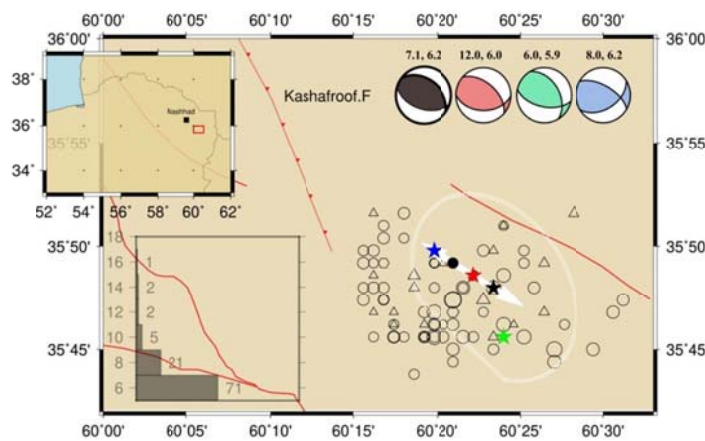 60˚00' 60˚05' 60˚10' 60˚15' 60˚20' 60˚25' 60˚30'
36˚00' 36˚00'
7.1, 6.2 12.0, 6.0 6.0, 5.9 8.0, 6.2
38˚
Kashafroof.F
Nashhad
36˚
35˚55' 35˚55'
34˚
52˚ 54˚ 56˚ 58˚ 60˚ 62˚
35˚50' 35˚50'
18
16 1
14 2
12 2
10 5
8 21
6 71
35˚45' 35˚45'
60˚00' 60˚05' 60˚10' 60˚15' 60˚20' 60˚25' 60˚30'